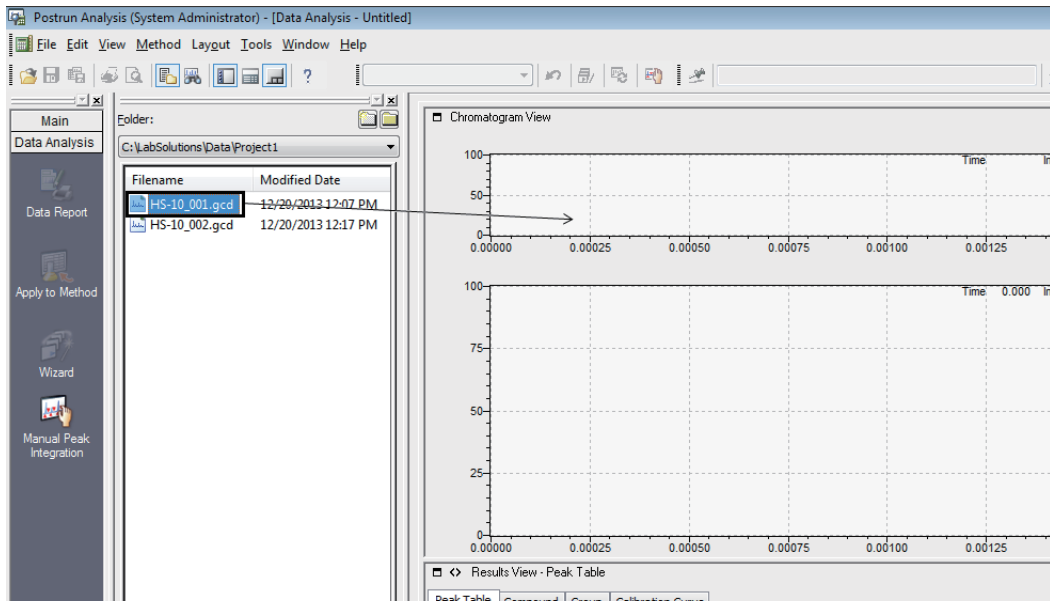 Postrun Analysis (System Administrator) - [Data Analysis - Untitled]
File Edit View Method Layout Tools Window Help
?
Main
Data Analysis
Data Report
Apply to Method
Wizard
Manual Peak
Integration
Folder:
C:\LabSolutions\Data\Project1
Filename Modified Date
HS-10_001.gcd 12/20/2013 12:07 PM
HS-10_002.gcd 12/20/2013 12:17 PM
Chromatogram View
100 Time
50
0
0.00000 0.00025 0.00050 0.00075 0.00100 0.00125
100 Time 0.000
75
50
25
0
0.00000 0.00025 0.00050 0.00075 0.00100 0.00125
Results View - Peak Table
Peak Table Compound Group Calibration Curve